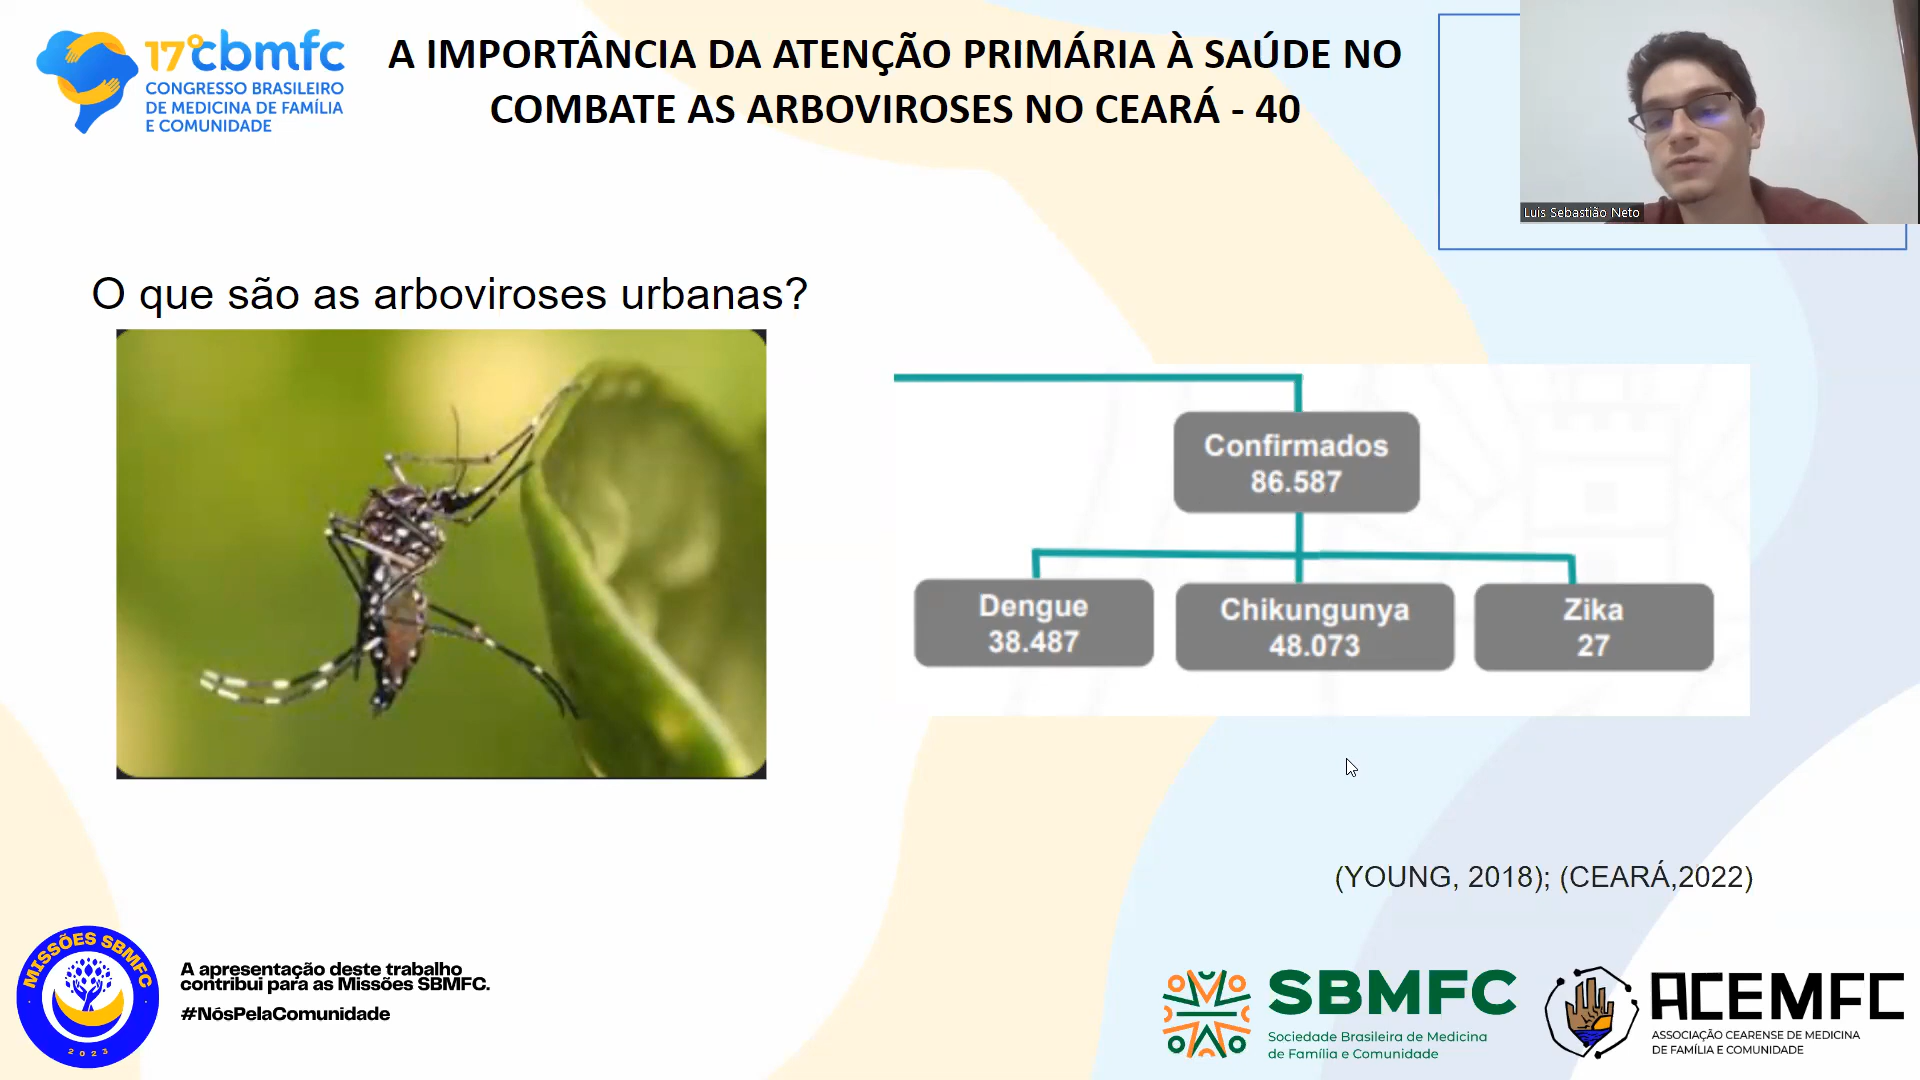 17º cbmfc
CONGRESSO BRASILEIRO
DE MEDICINA DE FAMÍLIA
E COMUNIDADE
A IMPORTÂNCIA DA ATENÇÃO PRIMÁRIA À SAÚDE NO
COMBATE AS ARBOVIROSES NO CEARÁ - 40
Luis Sebastião Neto
O que são as arboviroses urbanas?
Confirmados
86.587
Dengue
38.487
Chikungunya
48.073
Zika
27
(YOUNG, 2018); (CEARÁ,2022)
MISSÕES SBMFC
2023
A apresentação deste trabalho
contribui para as Missões SBMFC.
#NósPelaComunidade
SBMFC
Sociedade Brasileira de Medicina
de Família e Comunidade
ACEMFC
ASSOCIAÇÃO CEARENSE DE MEDICINA
DE FAMÍLIA E COMUNIDADE